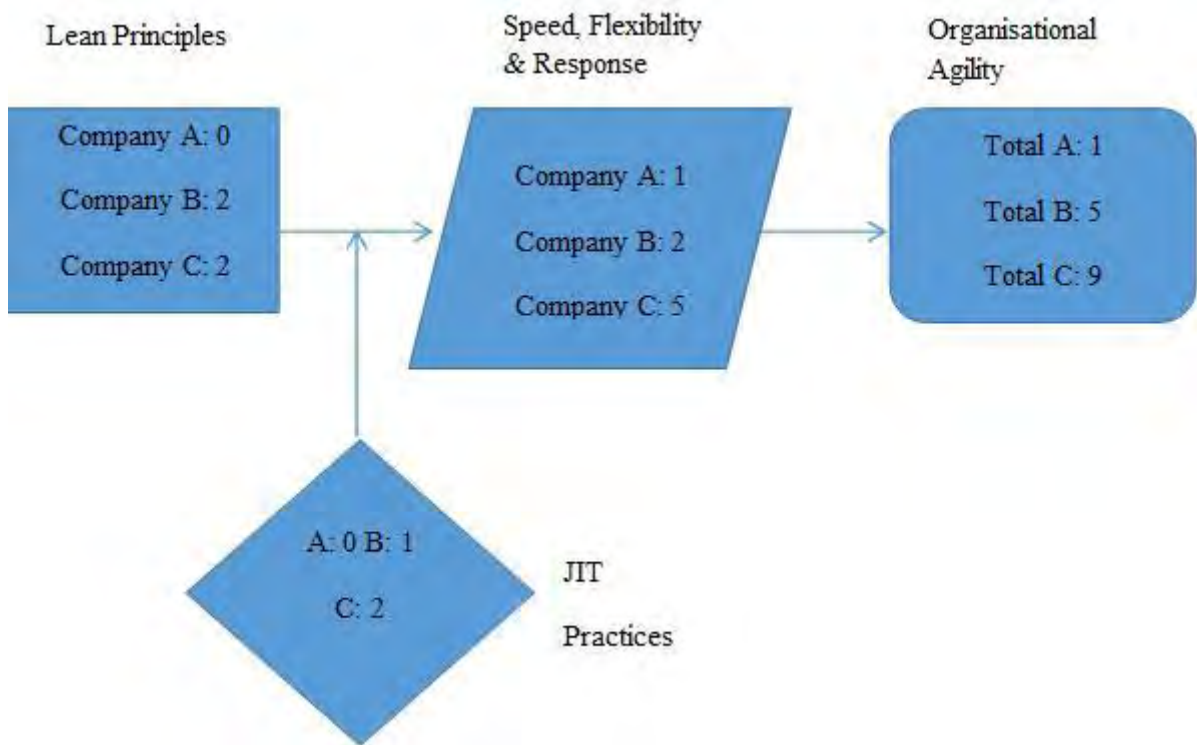 Lean Principles
Speed, Flexibility
& Response
Organisational
Agility
Company A: 0
Company B: 2
Company C: 2
Company A: 1
Company B: 2
Company C: 5
Total A: 1
Total B: 5
Total C: 9
A: 0 B: 1
C: 2
JIT
Practices